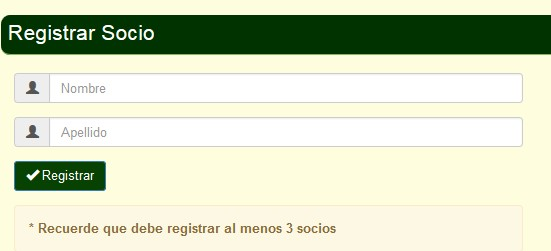 Registrar Socio
Nombre
Apellido
Registrar
* Recuerde que debe registrar al menos 3 socios